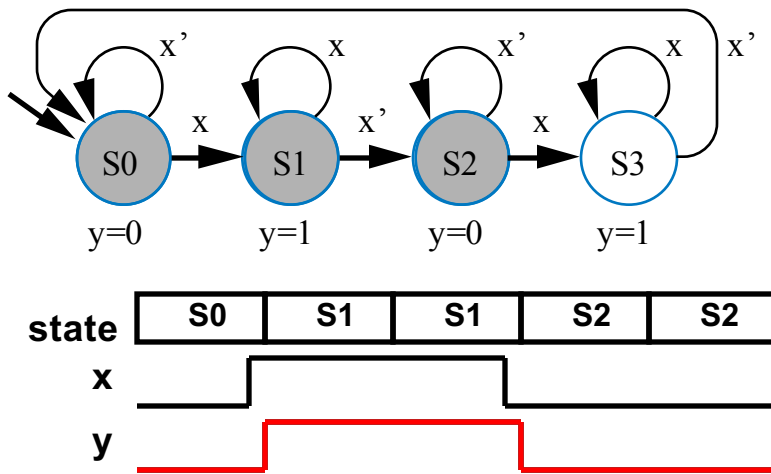 x’ x x’ x x’
x x’ x
S0 S1 S2 S3
y=0 y=1 y=0 y=1
state S0 S1 S1 S2 S2
x
y